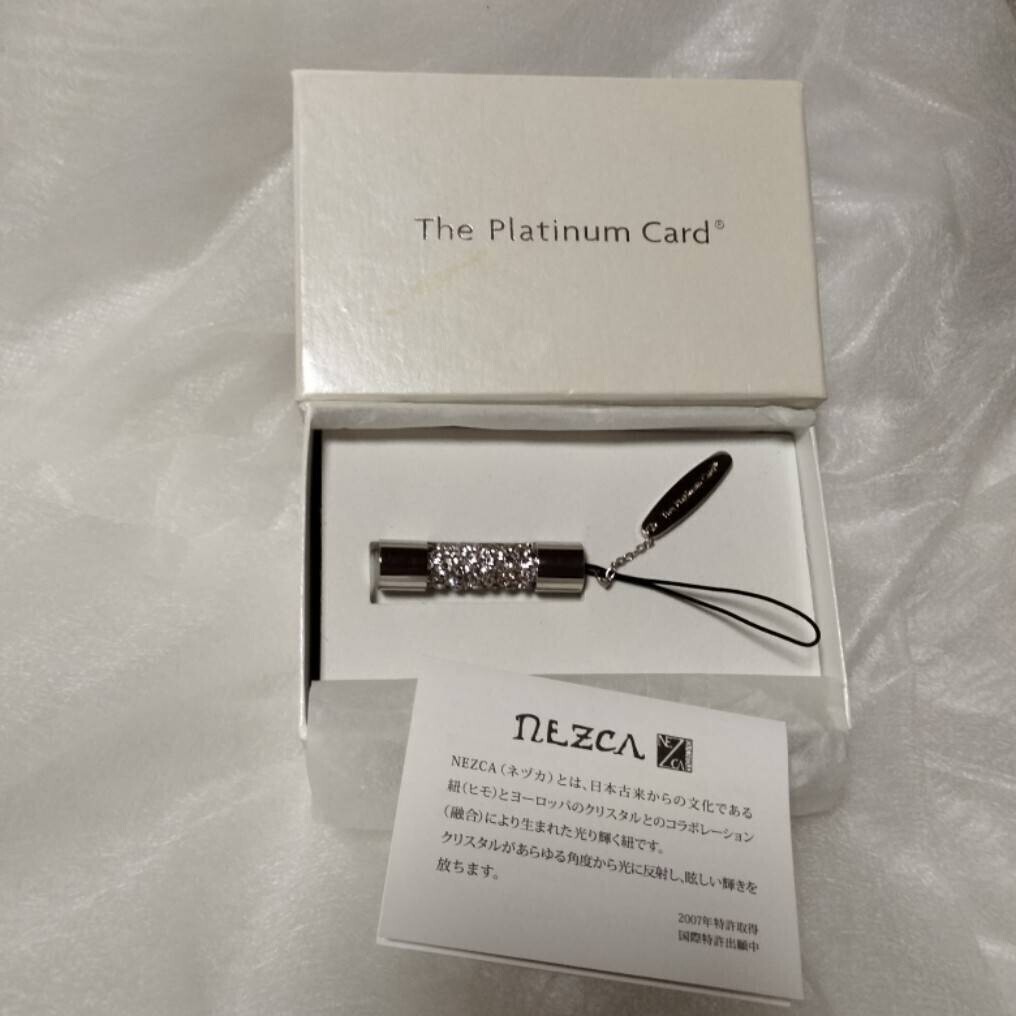 The Platinum Card®
The Platinum Card®
NEZCA NEZCA
NEZCA（ネヅカ）とは、日本古来からの文化である
紐（ヒモ）とヨーロッパのクリスタルとのコラボレーション
（融合）により生まれた光り輝く紐です。
クリスタルがあらゆる角度から光に反射し、眩しい輝きを
放ちます。
2007年特許取得
国際特許出願中